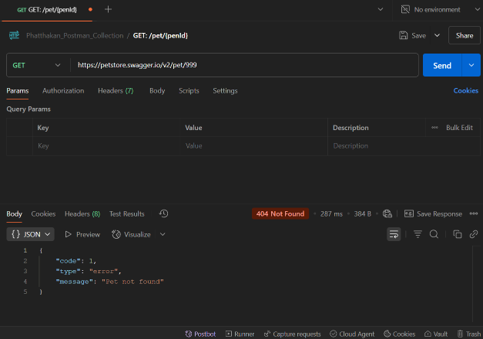 GET GET: /pet/{penId}
No environment
Phatthakan_Postman_Collection / GET: /pet/{penId}
Save
Share
GET
https://petstore.swagger.io/v2/pet/999
Send
Params Authorization Headers (7) Body Scripts Settings
Cookies
Query Params
Key Value Description ••• Bulk Edit
Key Value Description
Body Cookies Headers (8) Test Results
404 Not Found • 287 ms • 384 B • Save Response •••
{} JSON Preview Visualize
1 {
2 "code": 1,
3 "type": "error",
4 "message": "Pet not found"
5 }
Postbot Runner Capture requests Cloud Agent Cookies Vault Trash